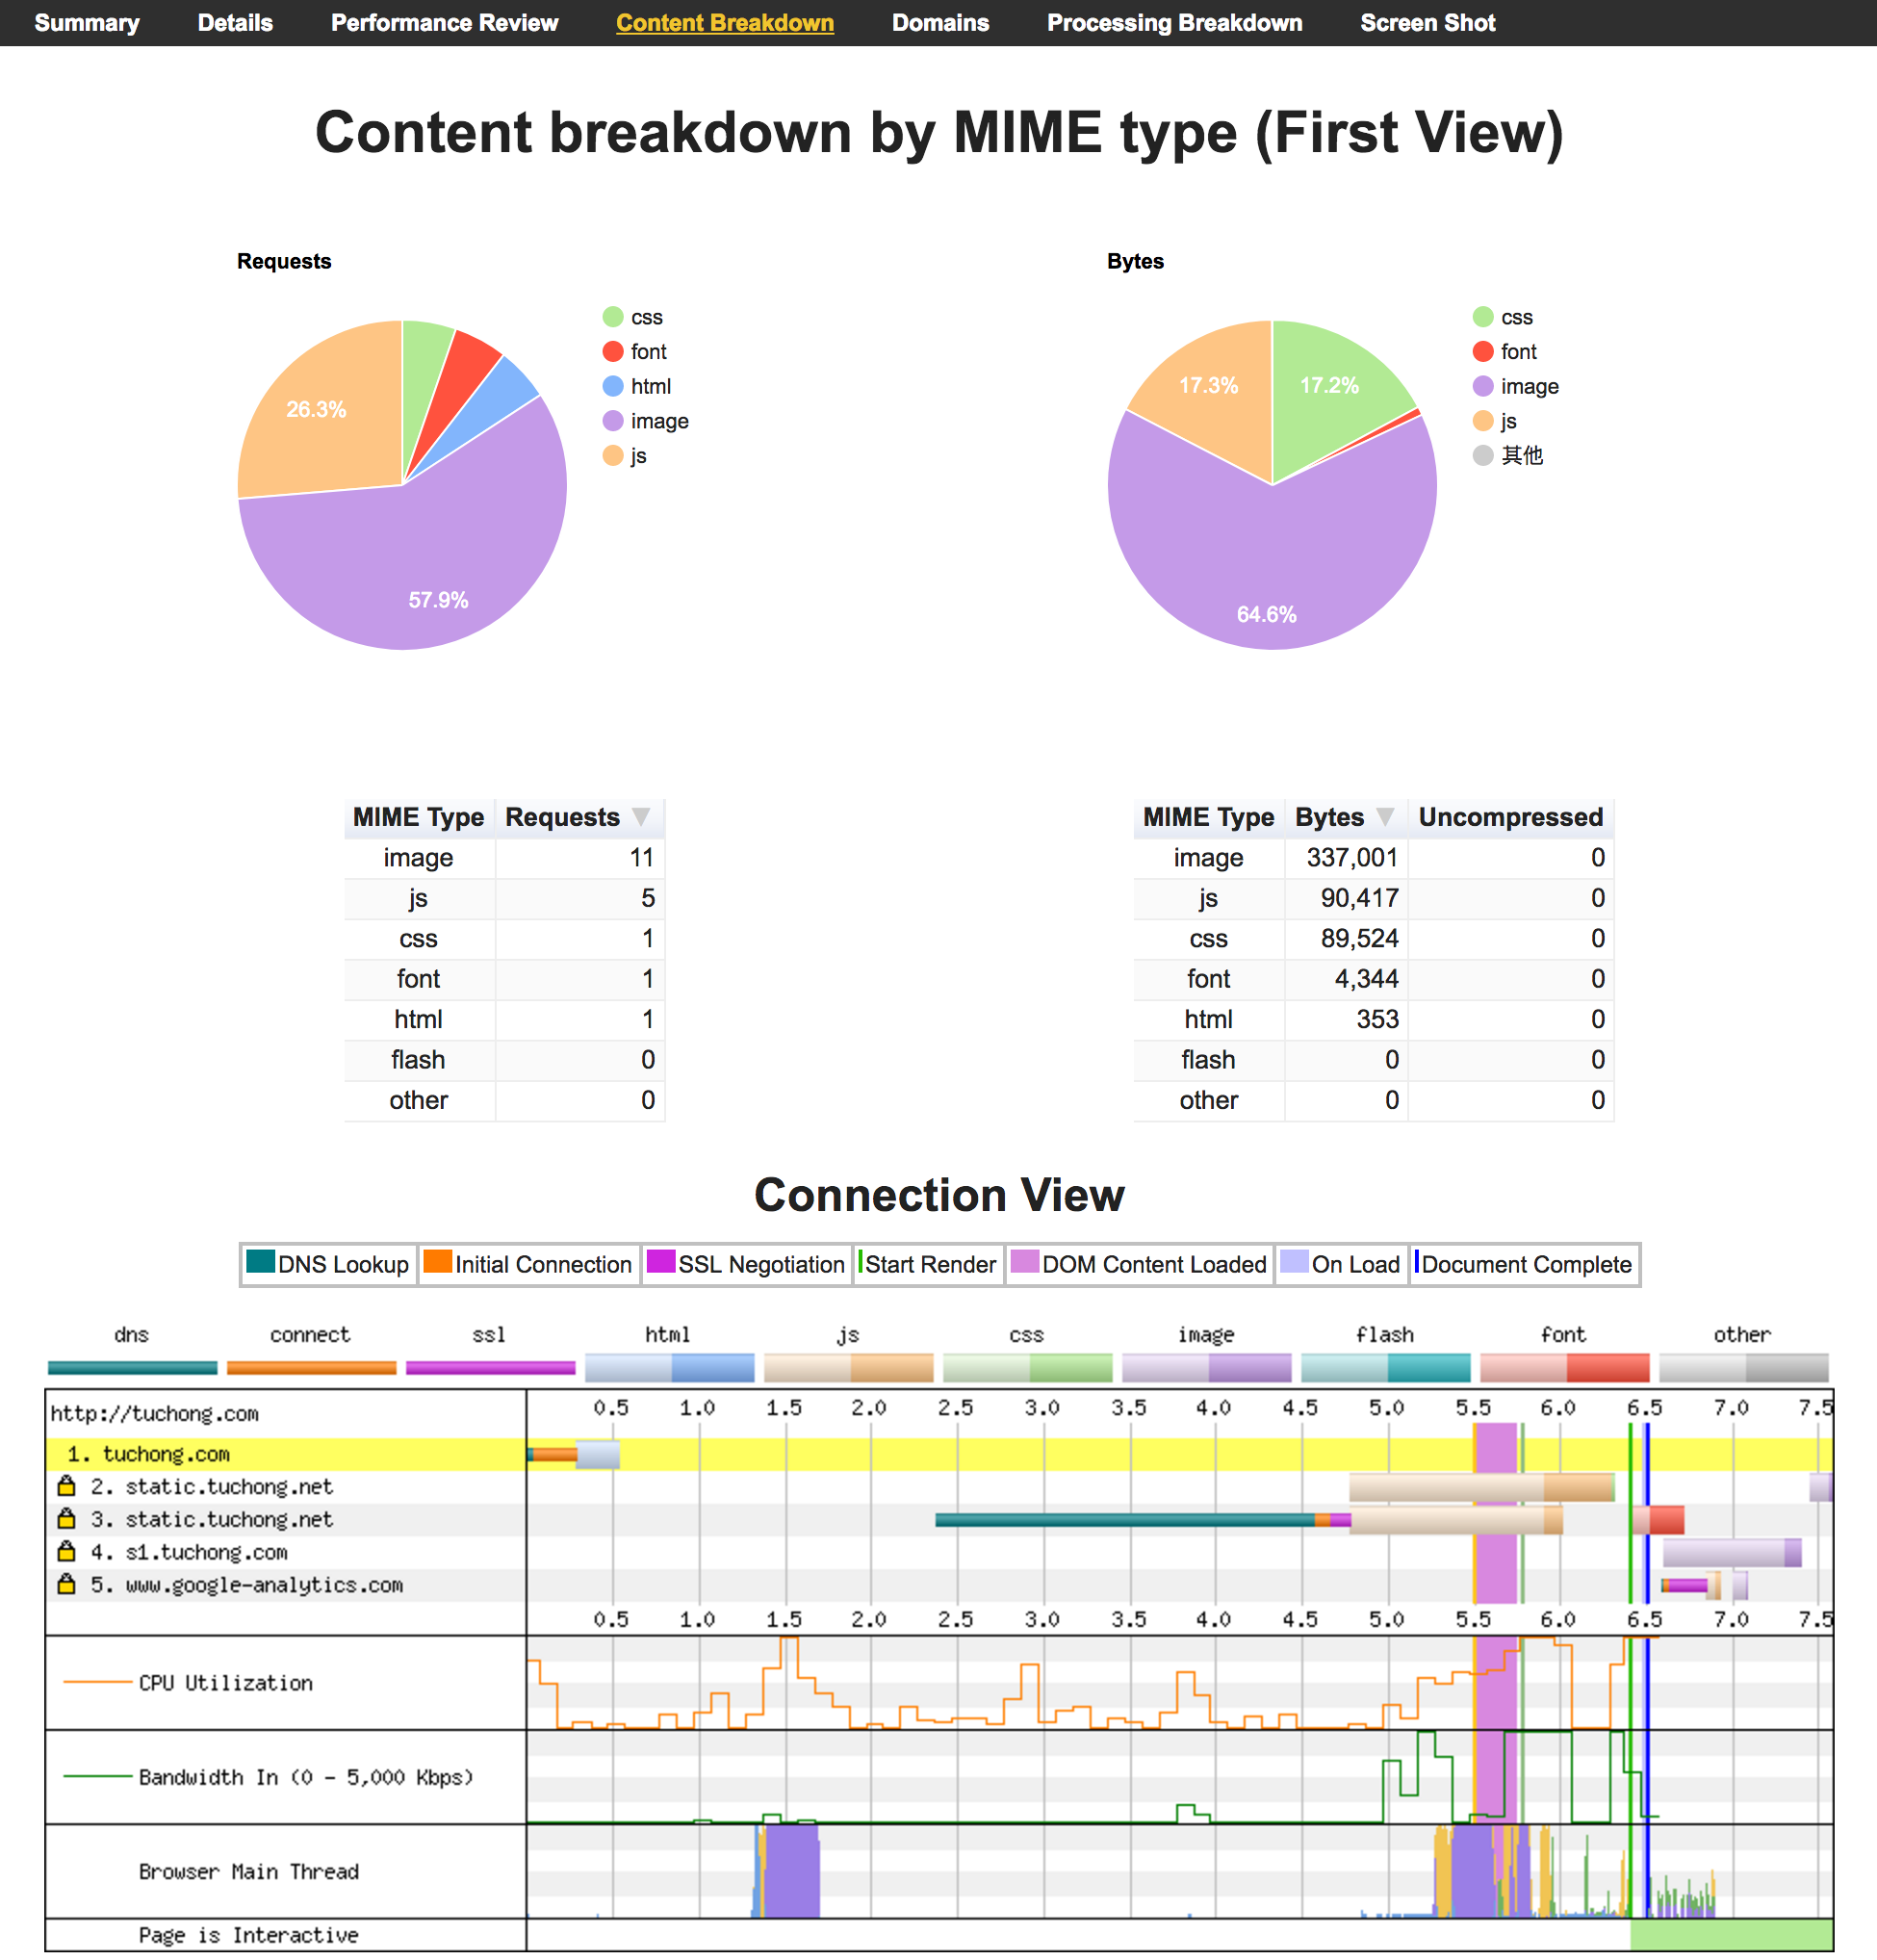 Summary Details Performance Review Content Breakdown Domains Processing Breakdown Screen Shot
Content breakdown by MIME type (First View)
Requests
css
font
html
image
js
26.3%
57.9%
Bytes
css
font
image
js
其他
17.3%
17.2%
64.6%
MIME Type Requests
image 11
js 5
css 1
font 1
html 1
flash 0
other 0
MIME Type Bytes Uncompressed
image 337,001 0
js 90,417 0
css 89,524 0
font 4,344 0
html 353 0
flash 0 0
other 0 0
Connection View
DNS Lookup Initial Connection SSL Negotiation Start Render DOM Content Loaded On Load Document Complete
dns connect ssl html js css image flash font other
http://tuchong.com 0.5 1.0 1.5 2.0 2.5 3.0 3.5 4.0 4.5 5.0 5.5 6.0 6.5 7.0 7.5
1. tuchong.com
2. static.tuchong.net
3. static.tuchong.net
4. s1.tuchong.com
5. www.google-analytics.com
0.5 1.0 1.5 2.0 2.5 3.0 3.5 4.0 4.5 5.0 5.5 6.0 6.5 7.0 7.5
CPU Utilization
Bandwidth In (0 - 5,000 Kbps)
Browser Main Thread
Page is Interactive